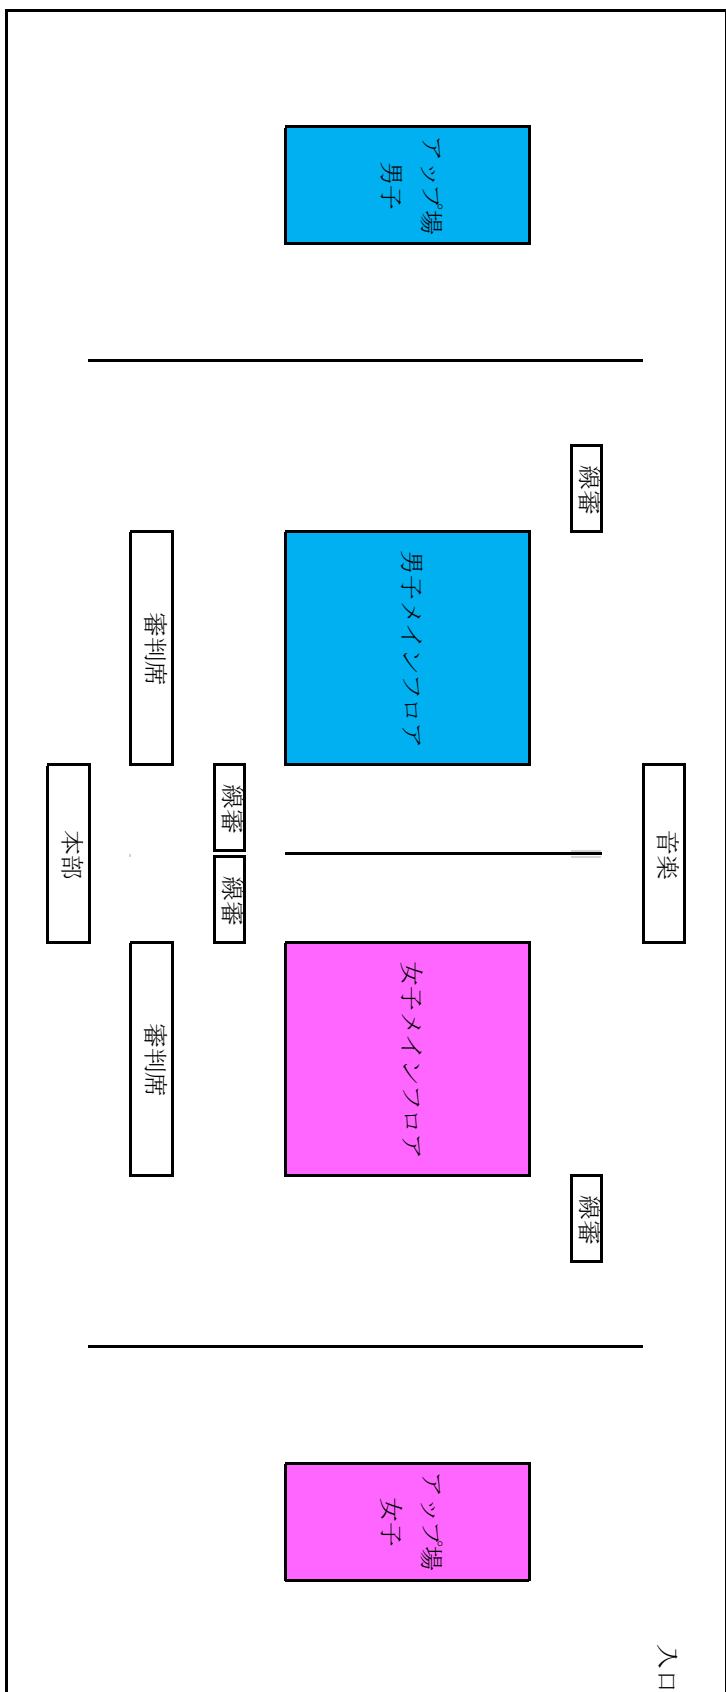 アップ場
男子
線審
男子メインフロア
審判席
線審
本部
音楽
線審
女子メインフロア
審判席
線審
アップ場
女子
入口